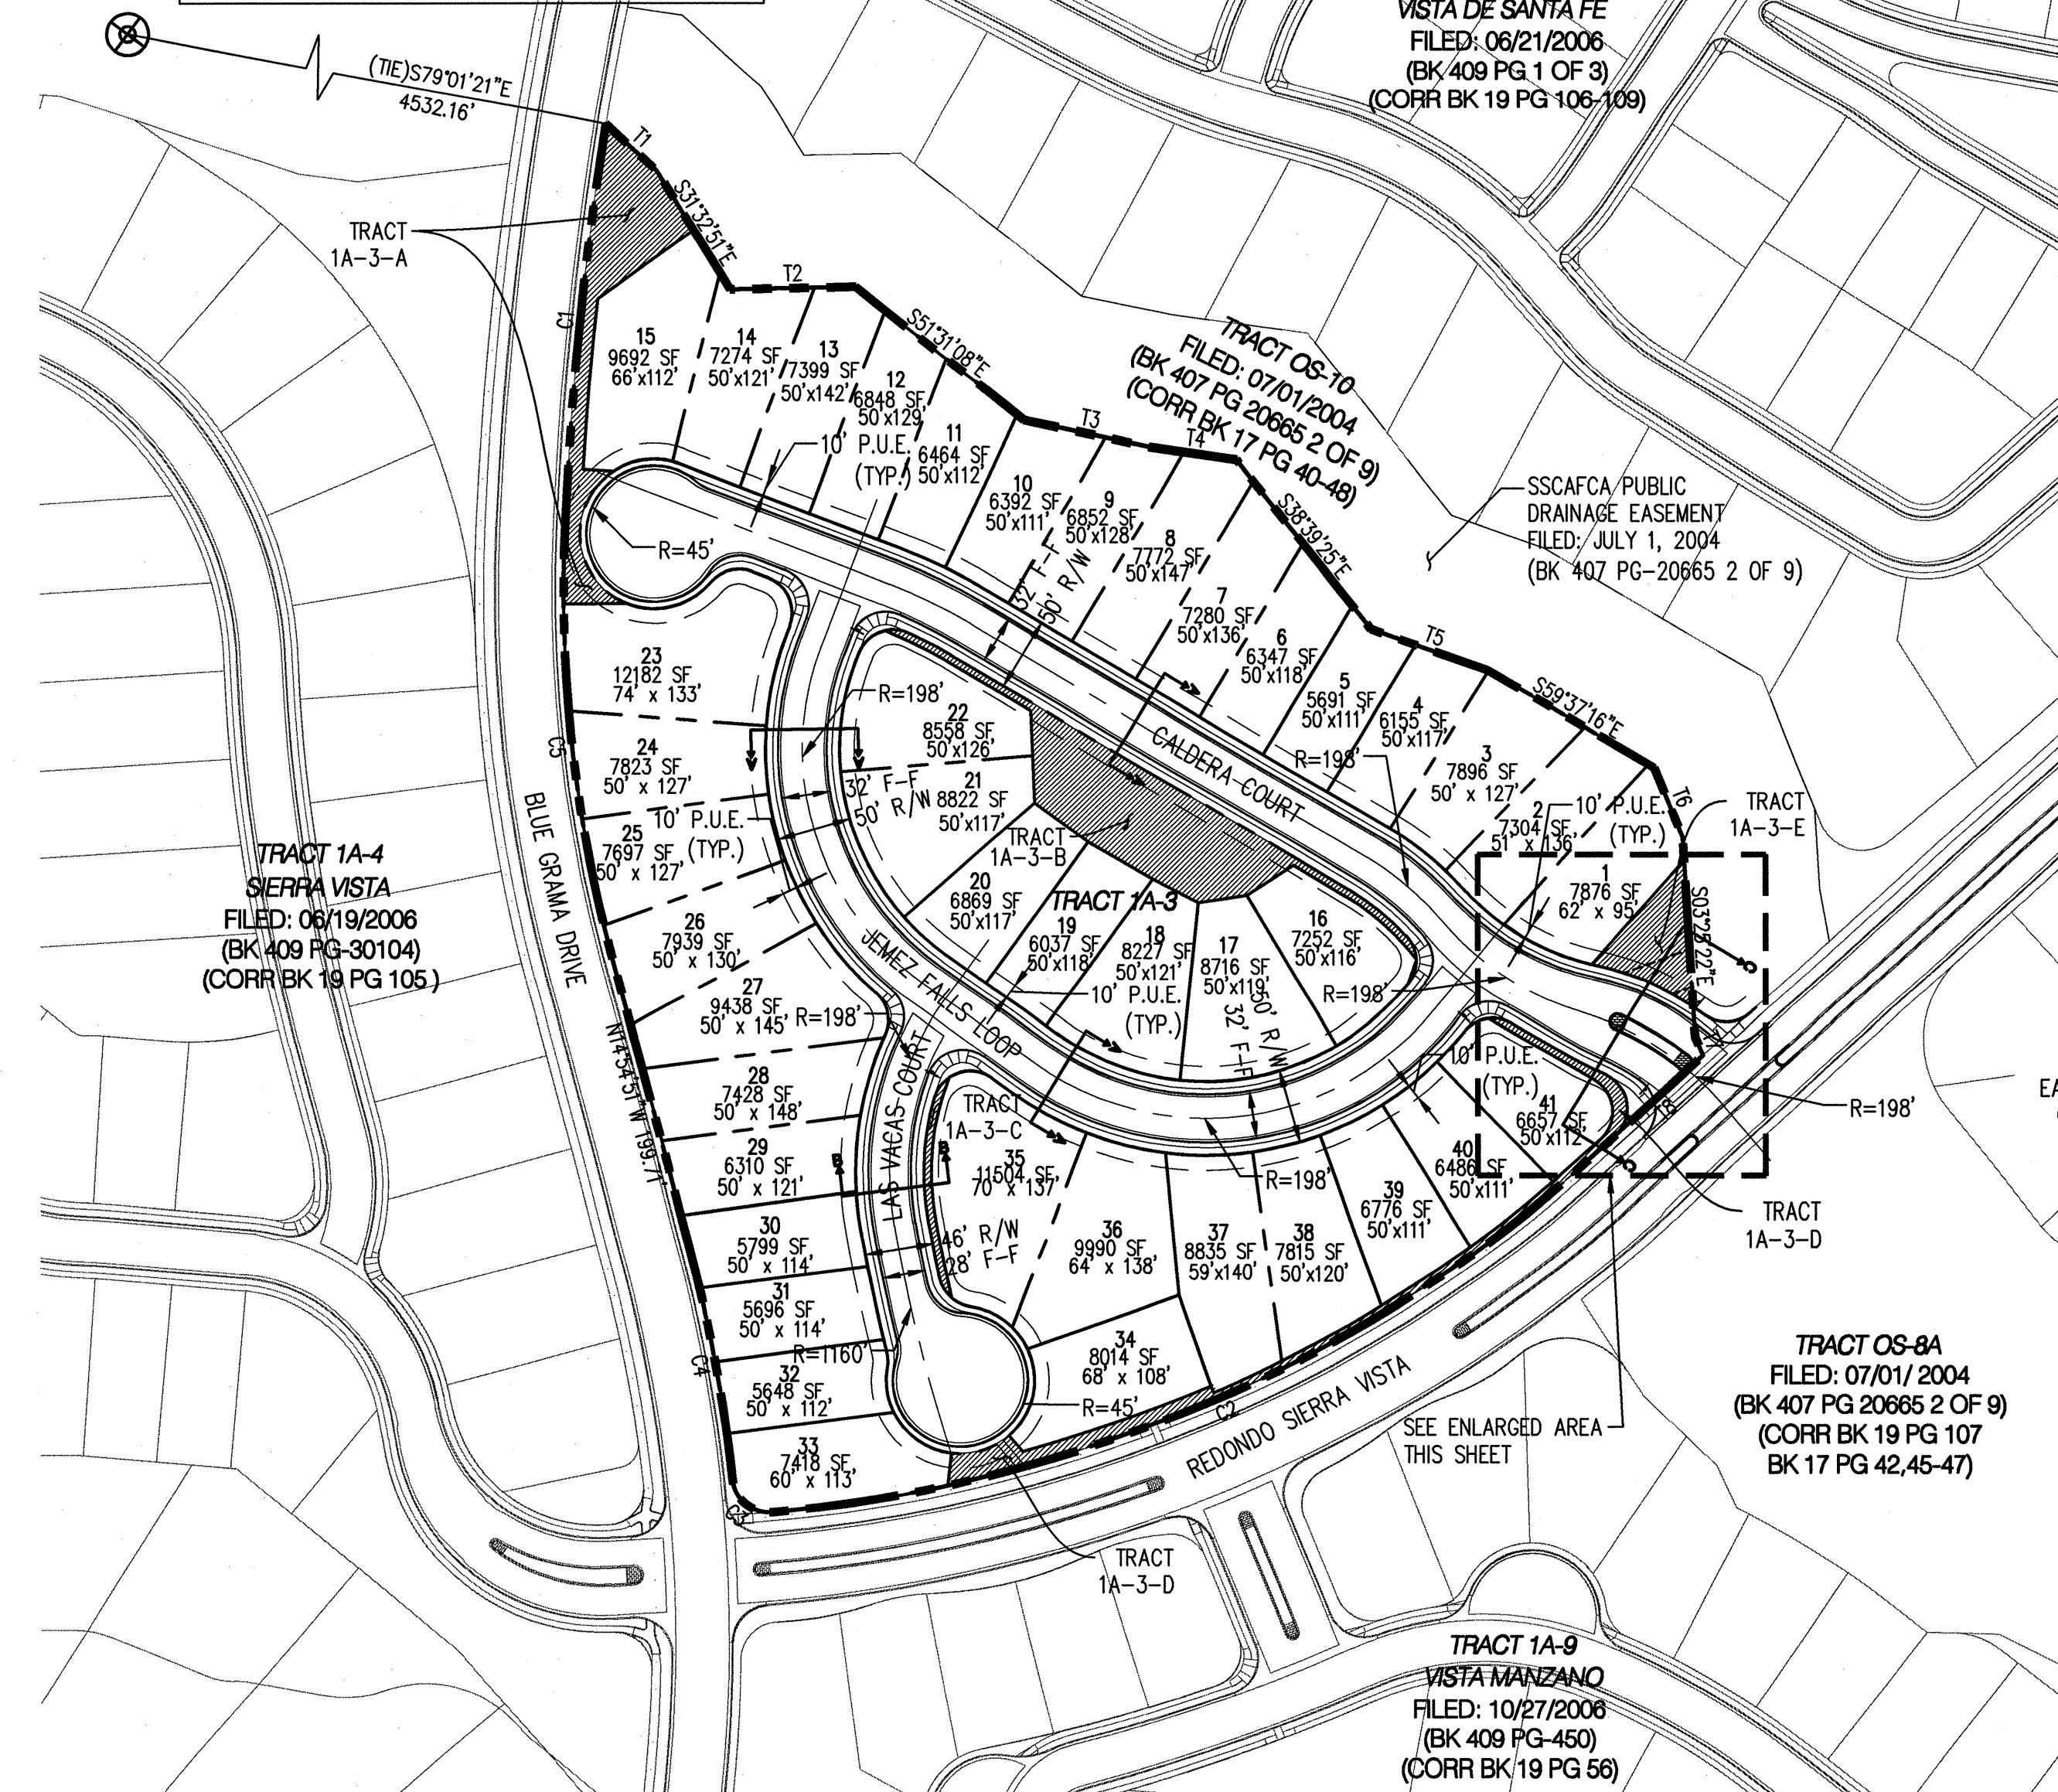 VISTA DE SANTA FE
FILED: 06/21/2006
(BK 409 PG 1 OF 3)
(CORR BK 19 PG 106-109)
(TIE)S79°01'21"E
4532.16'
T1
S31°32'51"E
TRACT
1A-3-A
T2
C1
S51°31'08"E
TRACT OS-10
FILED: 07/01/2004
(BK 407 PG 20665 2 OF 9)
(CORR BK 17 PG 40-48)
T3
T4
S38°39'25"E
SSCAFCA PUBLIC
DRAINAGE EASEMENT
FILED: JULY 1, 2004
(BK 407 PG-20665 2 OF 9)
15
9692 SF
66'x112'
14
7274 SF
50'x121'
13
7399 SF
50'x142'
12
6848 SF
50'x129'
11
6464 SF
50'x112'
10' P.U.E.
(TYP.)
10
6392 SF
50'x111'
9
6852 SF
50'x128'
8
7772 SF
50'x147'
7
7280 SF
50'x136'
6
6347 SF
50'x118'
5
5691 SF
50'x111'
4
6155 SF
50'x117'
3
7896 SF
50' x 127'
2
7304 SF
51' x 136'
1
7876 SF
62' x 95'
T5
S59°37'16"E
T6
10' P.U.E.
(TYP.)
TRACT
1A-3-E
S03°25'22"E
R=45'
32' F-F
50' R/W
R=198'
CALDERA COURT
R=198'
23
12182 SF
74' x 133'
24
7823 SF
50' x 127'
25
7697 SF
50' x 127'
10' P.U.E.
(TYP.)
26
7939 SF
50' x 130'
27
9438 SF
50' x 145'
R=198'
28
7428 SF
50' x 148'
29
6310 SF
50' x 121'
30
5799 SF
50' x 114'
31
5696 SF
50' x 114'
32
5648 SF
50' x 112'
33
7418 SF
60' x 113'
22
8558 SF
50'x126'
21
8822 SF
50'x117'
32' F-F
50' R/W
TRACT
1A-3-B
20
6869 SF
50'x117'
TRACT 1A-3
19
6037 SF
50'x118'
18
8227 SF
50'x121'
17
8716 SF
50'x119'
16
7252 SF
50'x116'
10' P.U.E.
(TYP.)
50' R/W
32' F-F
R=198'
JEMEZ FALLS LOOP
C5
BLUE GRAMA DRIVE
N14°54'51"W 199.71'
TRACT 1A-4
SIERRA VISTA
FILED: 06/19/2006
(BK 409 PG-30104)
(CORR BK 19 PG 105 )
LAS VACAS COURT
TRACT
1A-3-C
B
B
35
11504 SF
70' x 137'
46' R/W
28' F-F
36
9990 SF
64' x 138'
37
8835 SF
59'x140'
38
7815 SF
50'x120'
39
6776 SF
50'x111'
40
6486 SF
50'x111'
41
6657 SF
50'x112'
10' P.U.E.
(TYP.)
R=198'
R=198'
C
C
TRACT
1A-3-D
34
8014 SF
68' x 108'
R=1160'
R=45'
C4
C2
REDONDO SIERRA VISTA
SEE ENLARGED AREA
THIS SHEET
TRACT OS-8A
FILED: 07/01/ 2004
(BK 407 PG 20665 2 OF 9)
(CORR BK 19 PG 107
BK 17 PG 42,45-47)
TRACT
1A-3-D
TRACT 1A-9
VISTA MANZANO
FILED: 10/27/2006
(BK 409 PG-450)
(CORR BK 19 PG 56)